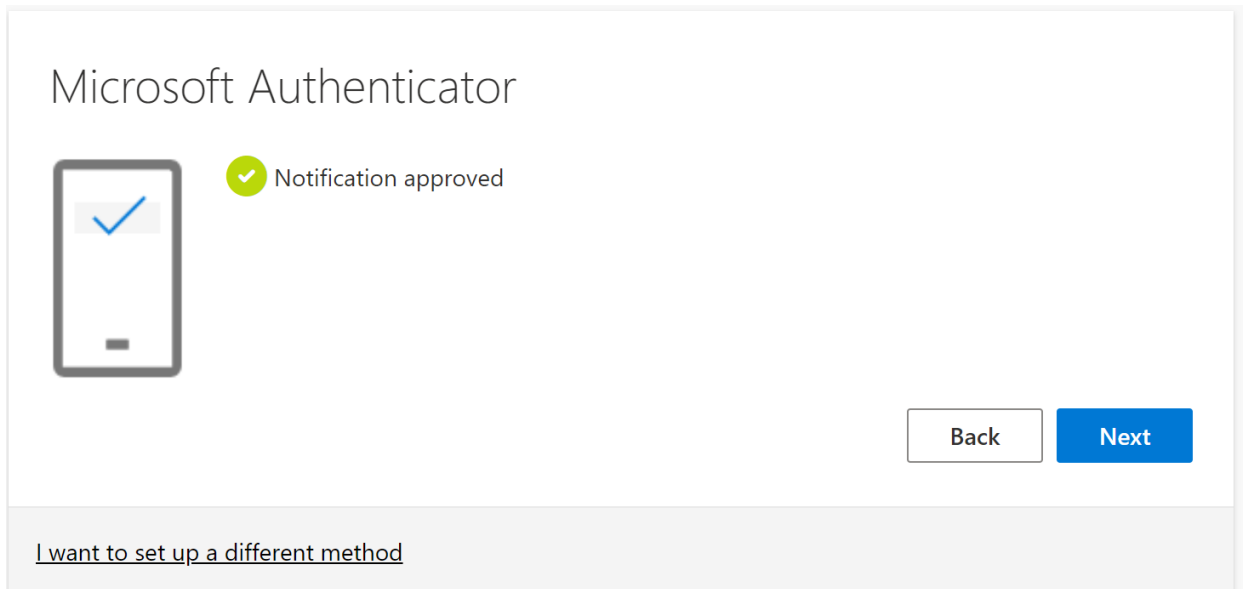 Microsoft Authenticator
Notification approved
Back
Next
I want to set up a different method